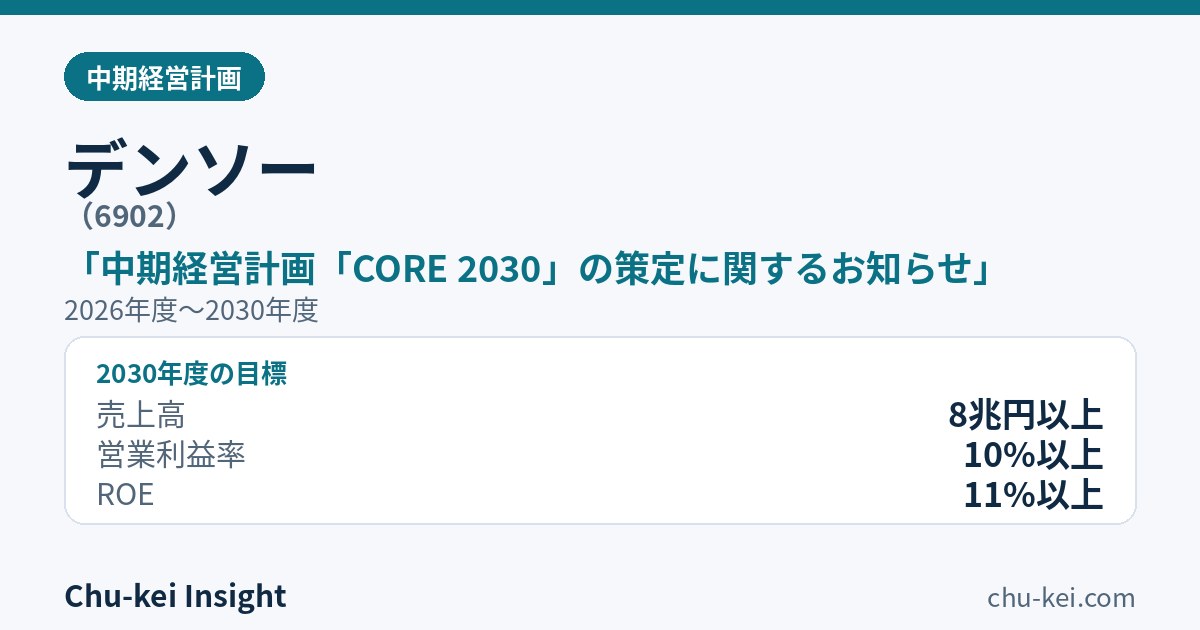 中期経営計画
デンソー
（6902）
「中期経営計画「CORE 2030」の策定に関するお知らせ」
2026年度〜2030年度
2030年度の目標
売上高 8兆円以上
営業利益率 10%以上
ROE 11%以上
Chu-kei Insight chu-kei.com